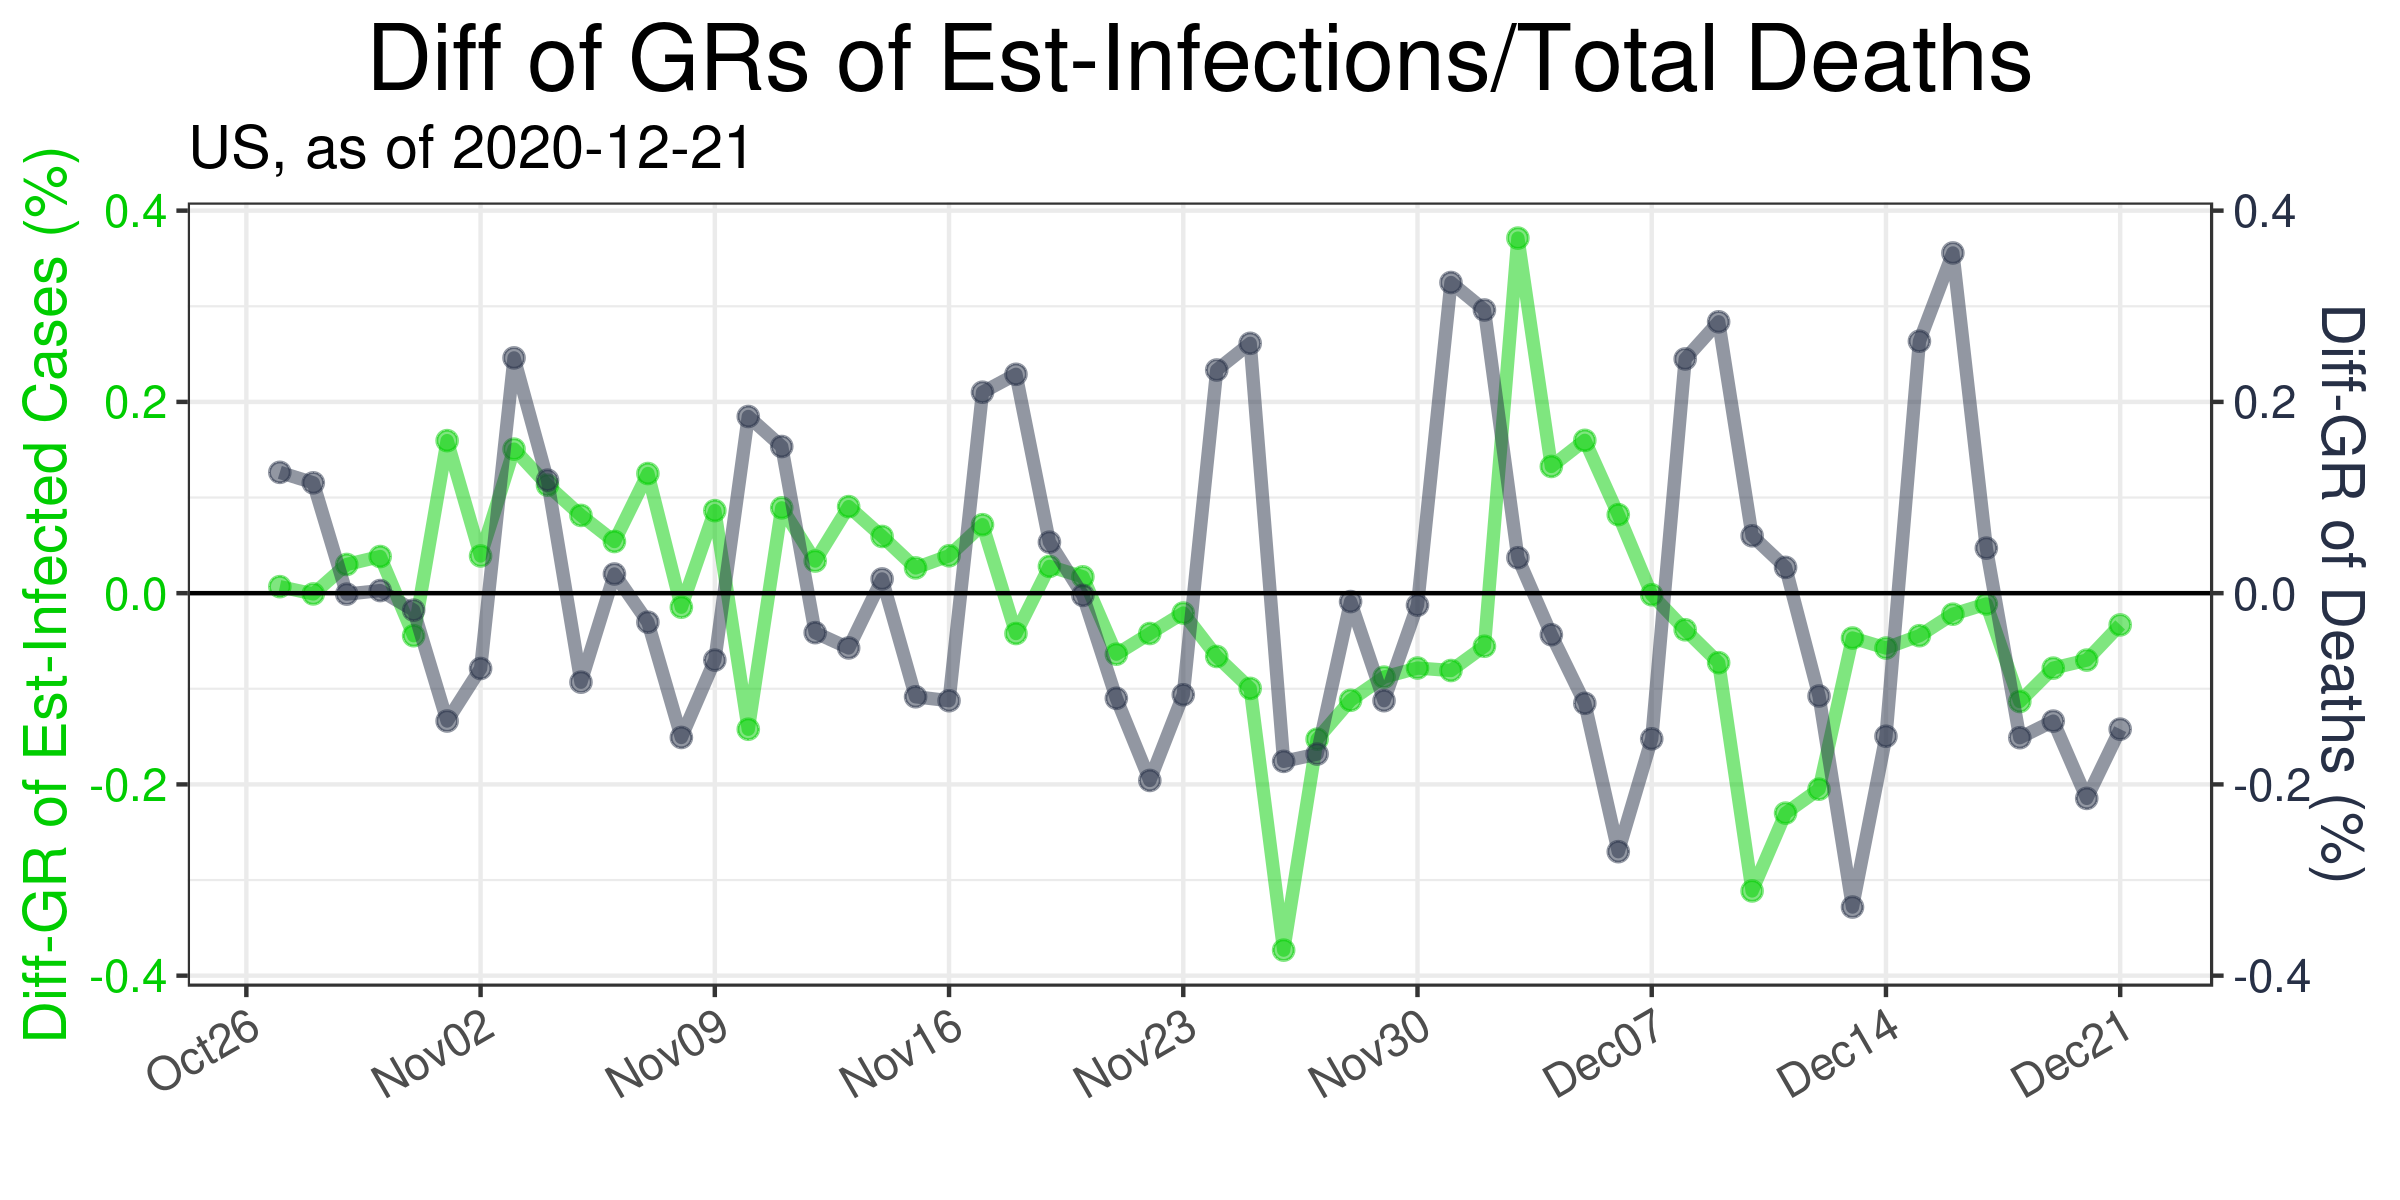 Diff of GRs of Est-Infections/Total Deaths
US, as of 2020-12-21
Diff-GR of Est-Infected Cases (%)
0.4
0.2
0.0
-0.2
-0.4
0.4
0.2
0.0
-0.2
-0.4
Diff-GR of Deaths (%)
Oct26
Nov02
Nov09
Nov16
Nov23
Nov30
Dec07
Dec14
Dec21